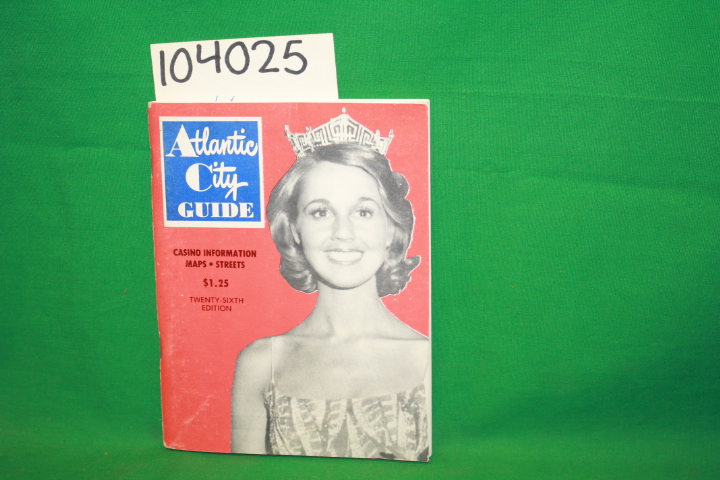 104025
Atlantic
City
GUIDE
CASINO INFORMATION
MAPS • STREETS
$1.25
TWENTY-SIXTH
EDITION